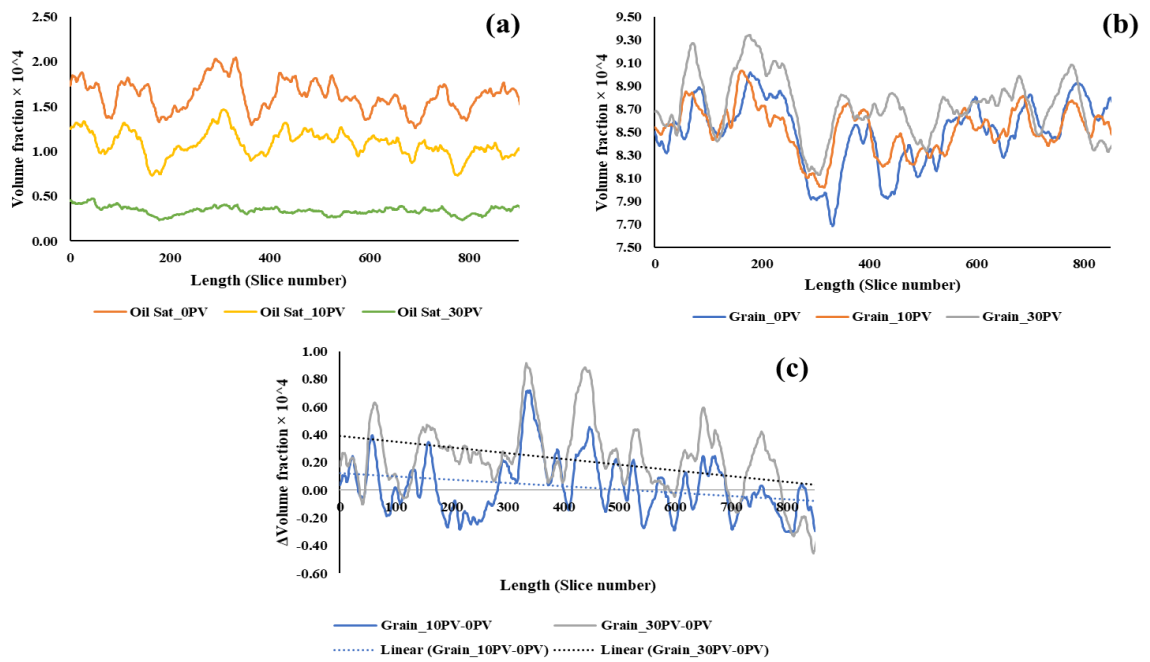 (a)
Volume fraction × 10^4
2.50
2.00
1.50
1.00
0.50
0.00
0 200 400 600 800
Length (Slice number)
Oil Sat_0PV Oil Sat_10PV Oil Sat_30PV
(b)
Volume fraction × 10^4
9.50
9.30
9.10
8.90
8.70
8.50
8.30
8.10
7.90
7.70
7.50
0 200 400 600 800
Length (Slice number)
Grain_0PV Grain_10PV Grain_30PV
(c)
ΔVolume fraction × 10^4
1.00
0.80
0.60
0.40
0.20
0.00
-0.20
-0.40
-0.60
0 100 200 300 400 500 600 700 800
Length (Slice number)
Grain_10PV-0PV Grain_30PV-0PV
Linear (Grain_10PV-0PV) Linear (Grain_30PV-0PV)